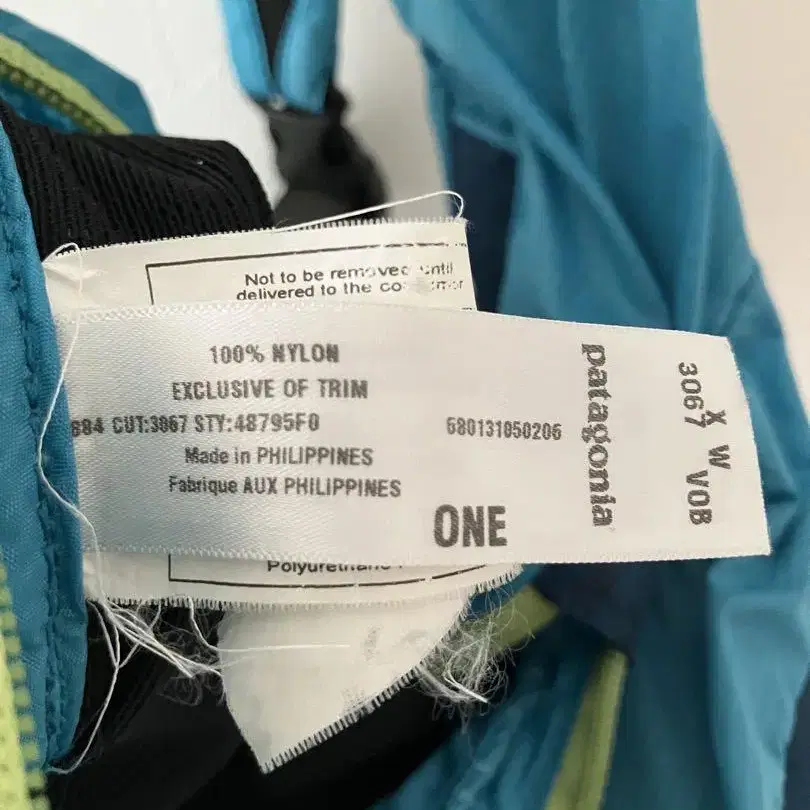 Not to be removed until
delivered to the consumer
100% NYLON
EXCLUSIVE OF TRIM
884 CUT:3067 STY:48795F0
680131050206
Made in PHILIPPINES
Fabrique AUX PHILIPPINES
ONE
patagonia
X W
3067 VOB
Polyurethane